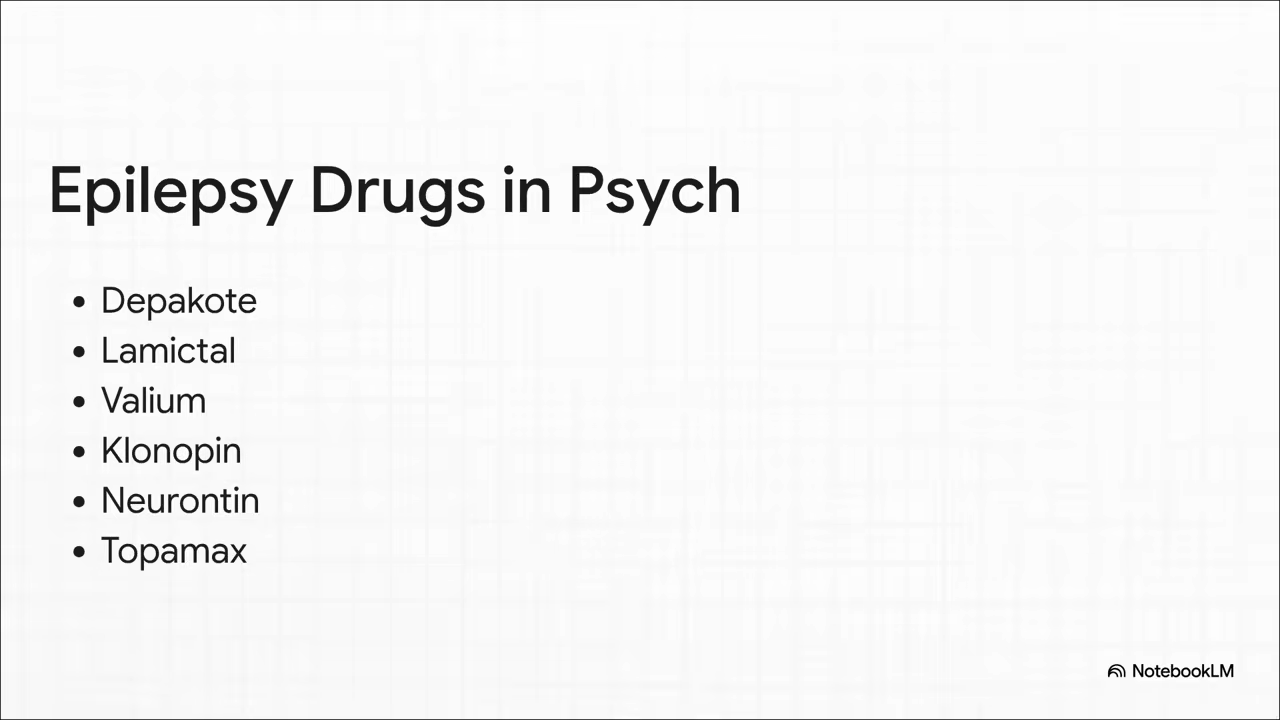 Epilepsy Drugs in Psych
• Depakote
• Lamictal
• Valium
• Klonopin
• Neurontin
• Topamax
NotebookLM